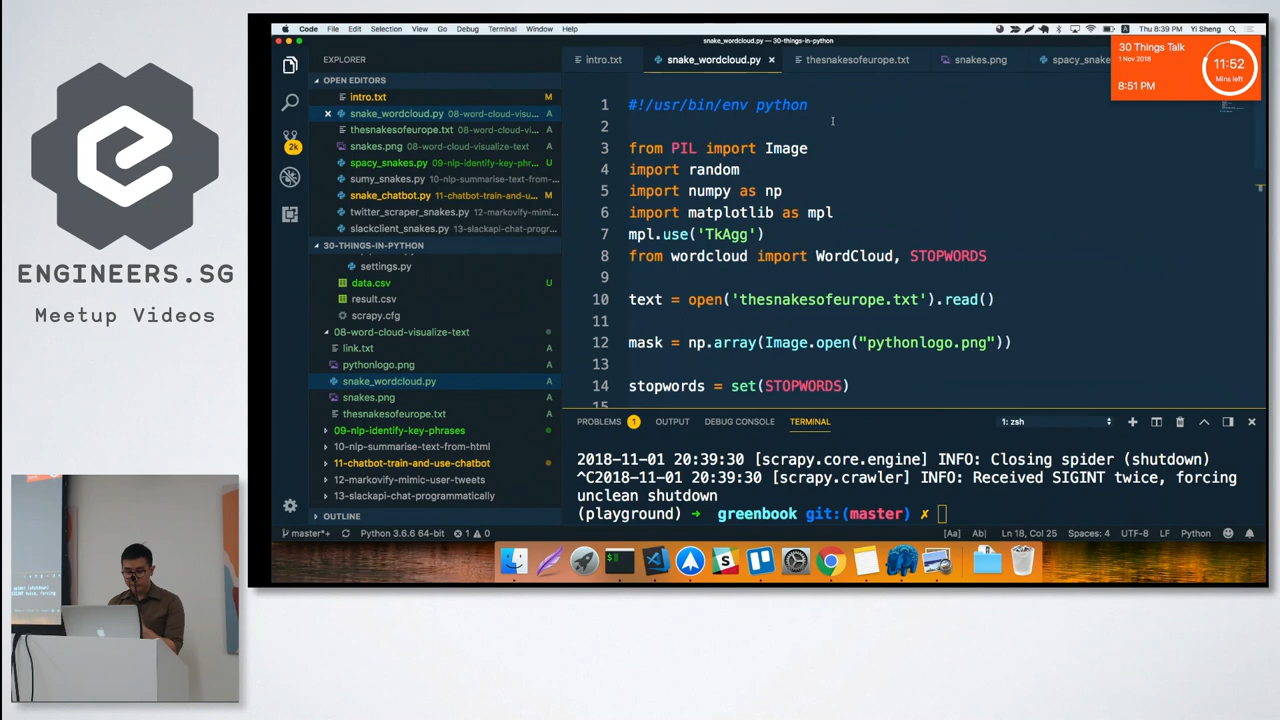 Code File Edit Selection View Go Debug Terminal Window Help
Thu 8:39 PM Yi Sheng
snake_wordcloud.py — 30-things-in-python
30 Things Talk
1 Nov 2018
8:51 PM
11:52
Mins left
EXPLORER
OPEN EDITORS
intro.txt M
snake_wordcloud.py 08-word-cloud-visu... A
thesnakesofeurope.txt 08-word-cloud-vi... A
snakes.png 08-word-cloud-visualize-text A
spacy_snakes.py 09-nlp-identify-key-phr... U
sumy_snakes.py 10-nlp-summarise-text-from-...
snake_chatbot.py 11-chatbot-train-and-u... M
twitter_scraper_snakes.py 12-markovify-mimi...
slackclient_snakes.py 13-slackapi-chat-progr...
2k
30-THINGS-IN-PYTHON
settings.py
data.csv U
result.csv
scrapy.cfg
08-word-cloud-visualize-text
link.txt A
pythonlogo.png A
snake_wordcloud.py A
snakes.png A
thesnakesofeurope.txt A
09-nlp-identify-key-phrases
10-nlp-summarise-text-from-html
11-chatbot-train-and-use-chatbot
12-markovify-mimic-user-tweets
13-slackapi-chat-programmatically
OUTLINE
intro.txt snake_wordcloud.py × thesnakesofeurope.txt snakes.png spacy_snake
1 #!/usr/bin/env python
2
3 from PIL import Image
4 import random
5 import numpy as np
6 import matplotlib as mpl
7 mpl.use('TkAgg')
8 from wordcloud import WordCloud, STOPWORDS
9
10 text = open('thesnakesofeurope.txt').read()
11
12 mask = np.array(Image.open("pythonlogo.png"))
13
14 stopwords = set(STOPWORDS)
15
PROBLEMS 1 OUTPUT DEBUG CONSOLE TERMINAL 1: zsh
2018-11-01 20:39:30 [scrapy.core.engine] INFO: Closing spider (shutdown)
^C2018-11-01 20:39:30 [scrapy.crawler] INFO: Received SIGINT twice, forcing
unclean shutdown
(playground) → greenbook git:(master) ✗
master*+ Python 3.6.6 64-bit 1 0 [Aa] Ab| Ln 18, Col 25 Spaces: 4 UTF-8 LF Python
ENGINEERS.SG
Meetup Videos